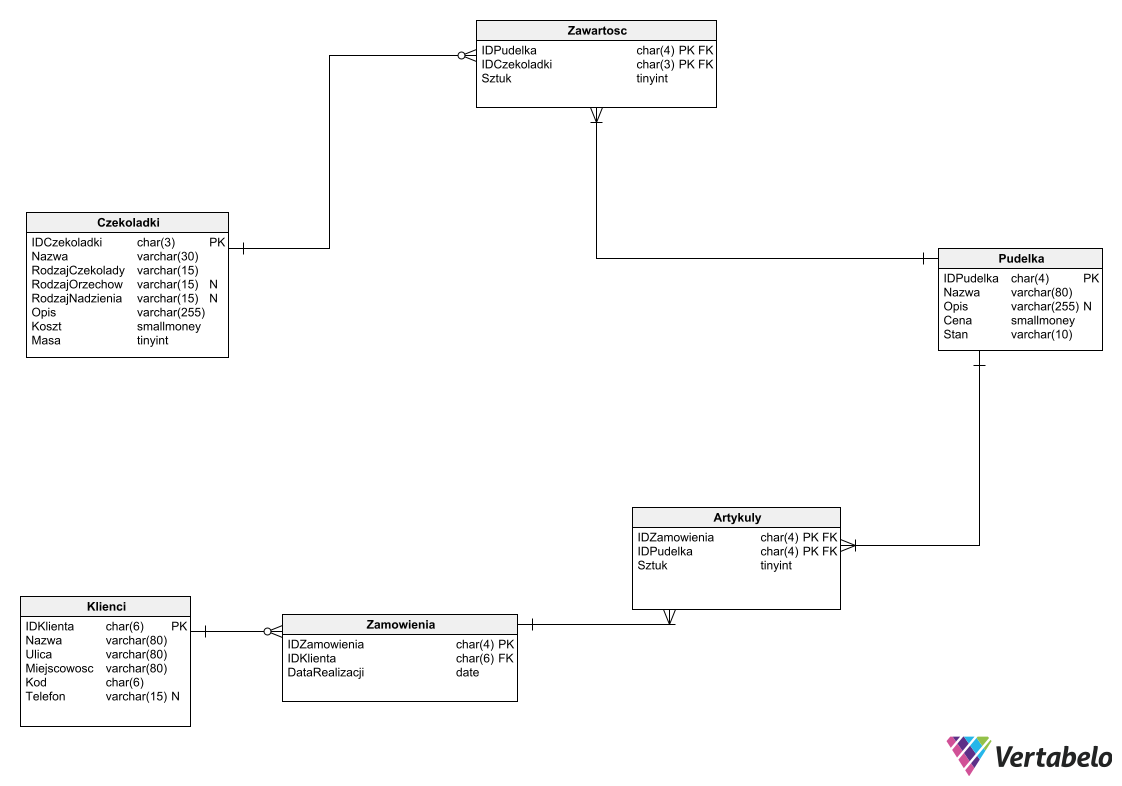 Zawartosc
IDPudelka char(4) PK FK
IDCzekoladki char(3) PK FK
Sztuk tinyint
Czekoladki
IDCzekoladki char(3) PK
Nazwa varchar(30)
RodzajCzekolady varchar(15)
RodzajOrzechow varchar(15) N
RodzajNadzienia varchar(15) N
Opis varchar(255)
Koszt smallmoney
Masa tinyint
Pudelka
IDPudelka char(4) PK
Nazwa varchar(80)
Opis varchar(255) N
Cena smallmoney
Stan varchar(10)
Artykuly
IDZamowienia char(4) PK FK
IDPudelka char(4) PK FK
Sztuk tinyint
Klienci
IDKlienta char(6) PK
Nazwa varchar(80)
Ulica varchar(80)
Miejscowosc varchar(80)
Kod char(6)
Telefon varchar(15) N
Zamowienia
IDZamowienia char(4) PK
IDKlienta char(6) FK
DataRealizacji date
Vertabelo